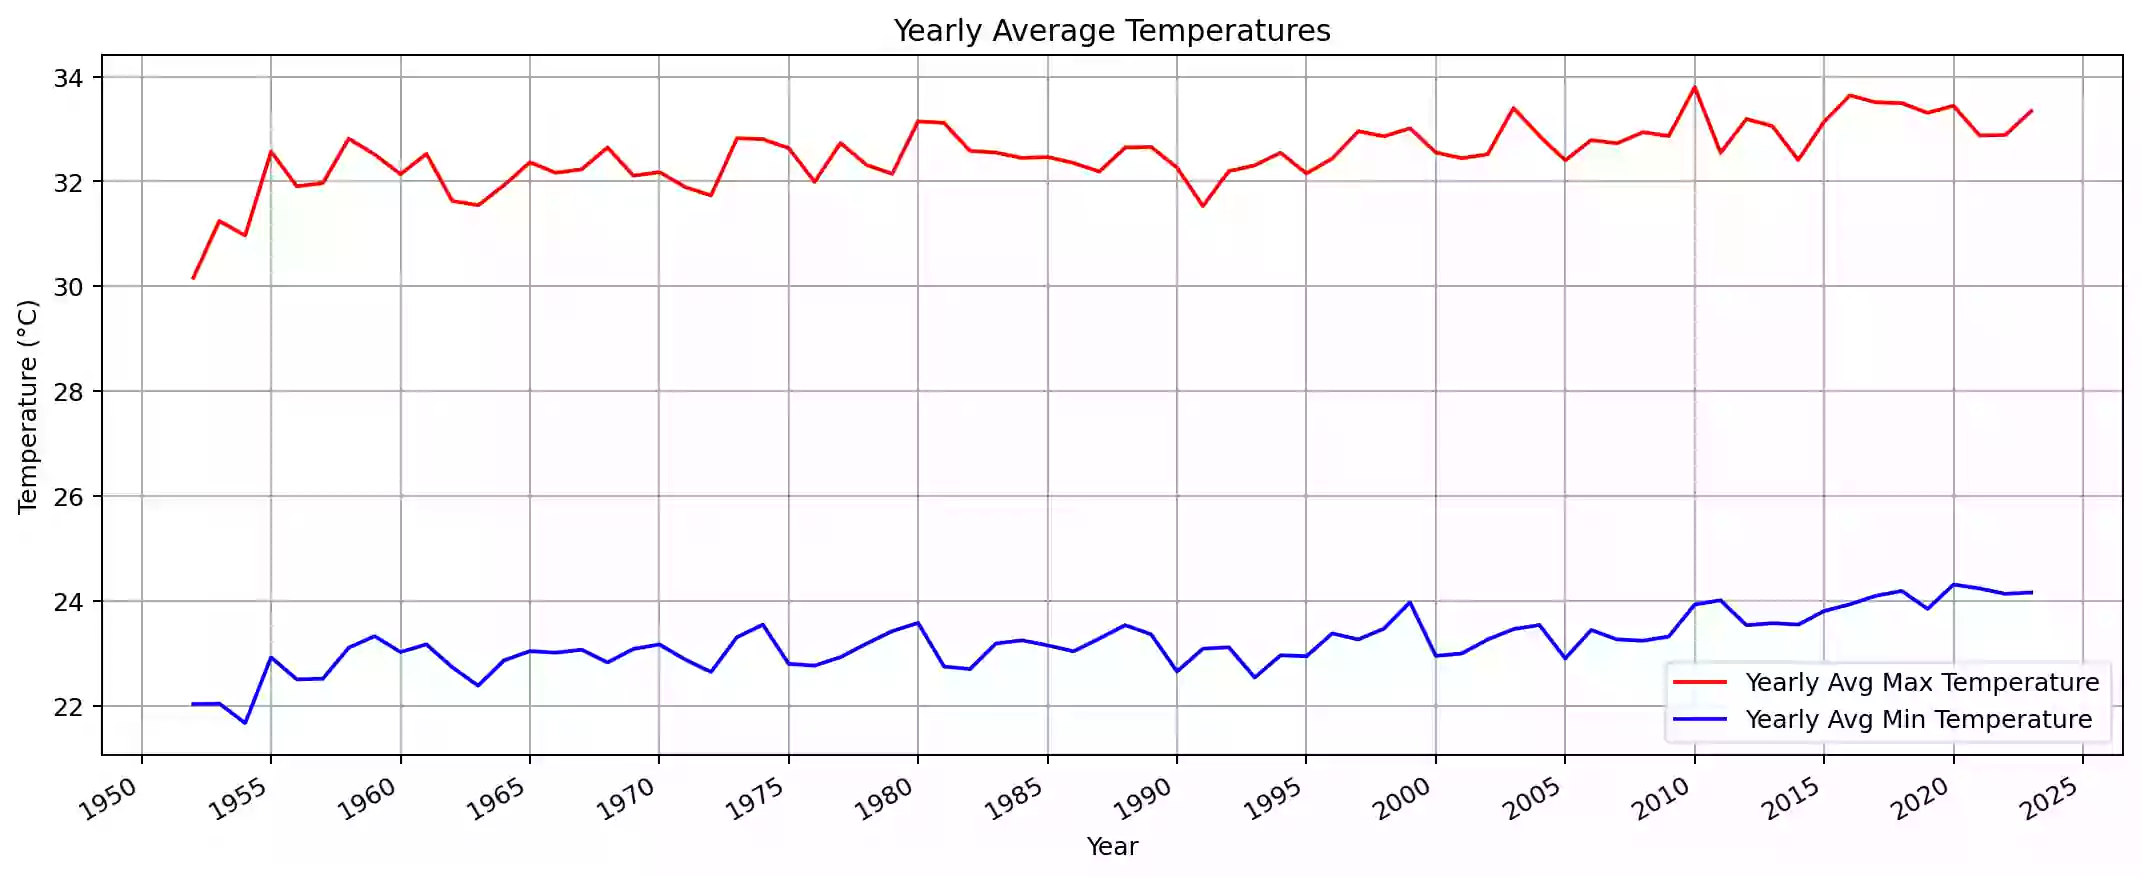 Yearly Average Temperatures
Temperature (°C)
34
32
30
28
26
24
22
Yearly Avg Max Temperature
Yearly Avg Min Temperature
1950 1955 1960 1965 1970 1975 1980 1985 1990 1995 2000 2005 2010 2015 2020 2025
Year